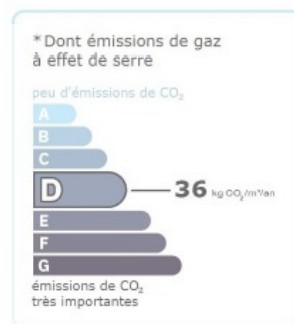 *Dont émissions de gaz
à effet de serre
peu d'émissions de CO₂
A
B
C
D 36 kg CO₂/m²/an
E
F
G
émissions de CO₂
très importantes